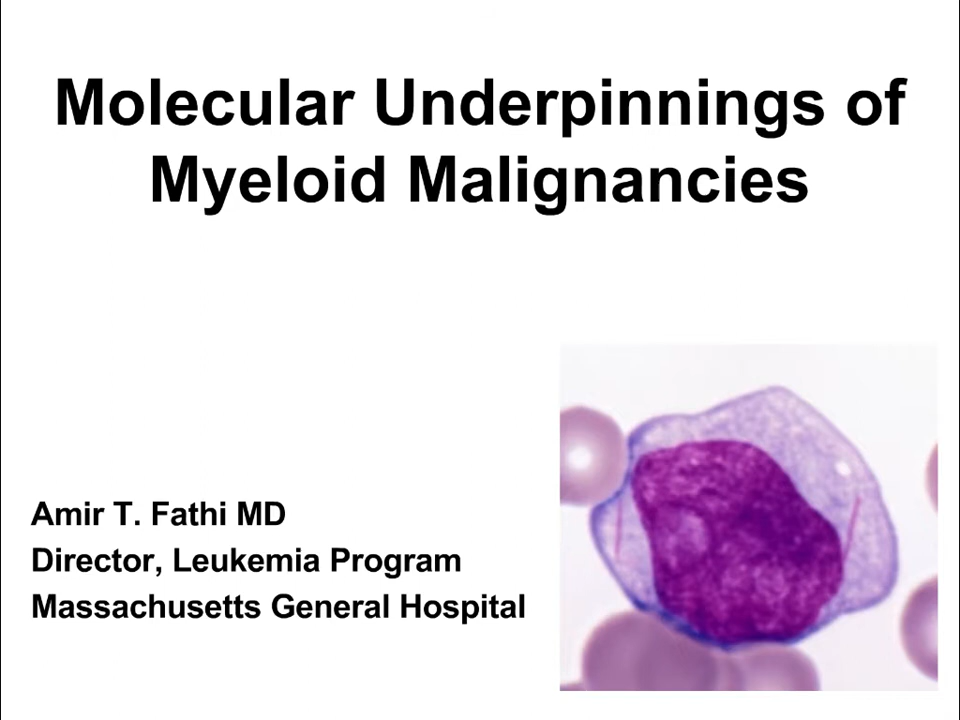 Molecular Underpinnings of
Myeloid Malignancies
Amir T. Fathi MD
Director, Leukemia Program
Massachusetts General Hospital